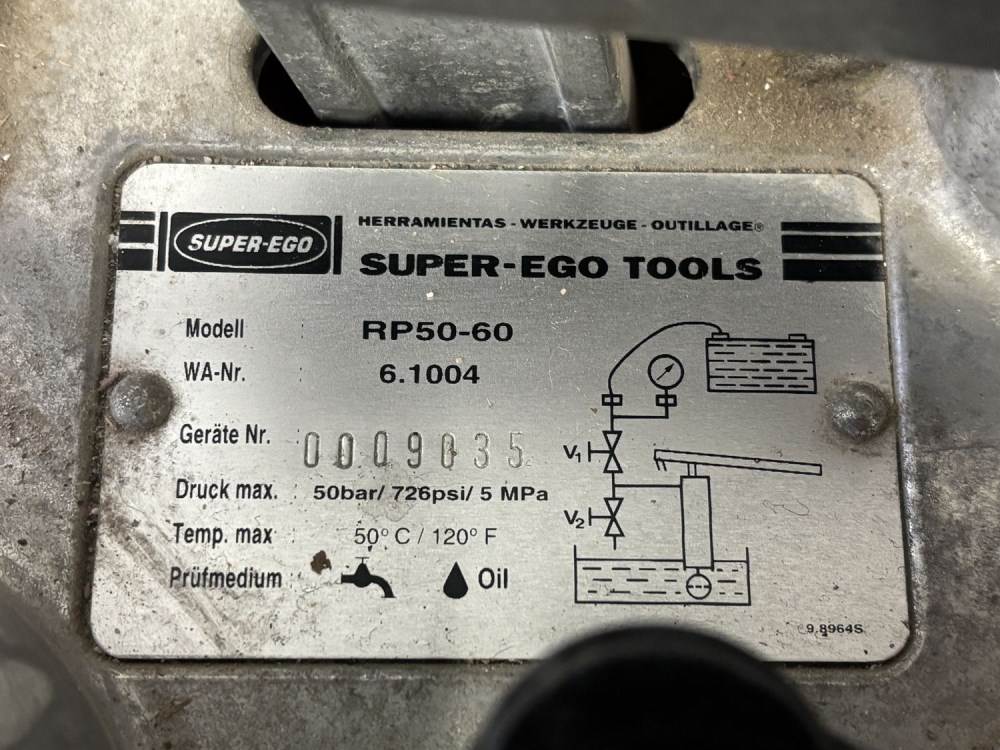 SUPER-EGO
HERRAMIENTAS - WERKZEUGE - OUTILLAGE®
SUPER-EGO TOOLS
Modell : RP50-60
WA-Nr. : 6.1004
Geräte Nr. : 0009035
Druck max. : 50bar/ 726psi/ 5 MPa
Temp. max : 50° C / 120° F
Prüfmedium : Oil
V1
V2
9.8964S